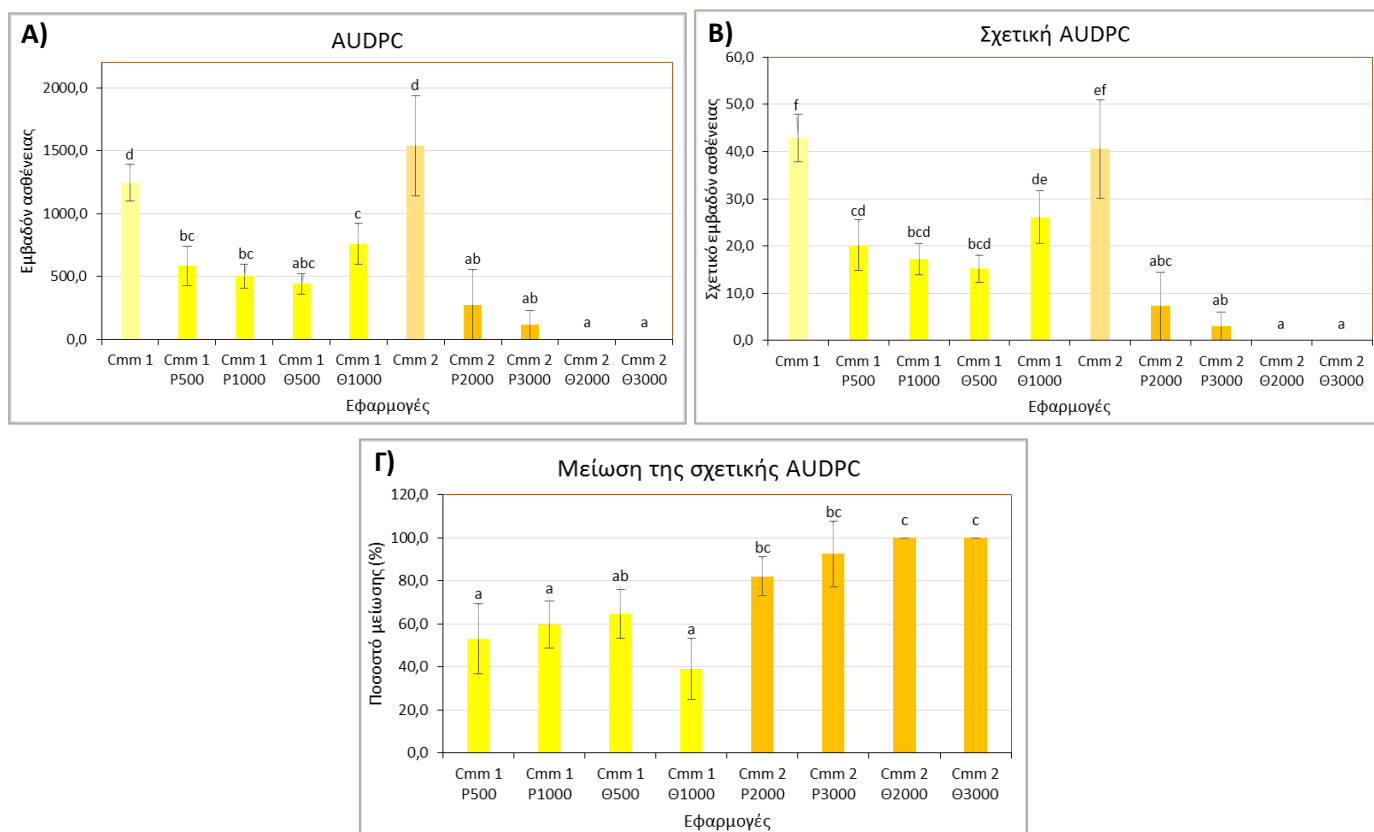 Α)
AUDPC
Εμβαδόν ασθένειας
2000,0
1500,0
1000,0
500,0
0,0
d
bc
bc
abc
c
d
ab
ab
a
a
Cmm 1
Cmm 1 P500
Cmm 1 P1000
Cmm 1 Θ500
Cmm 1 Θ1000
Cmm 2
Cmm 2 P2000
Cmm 2 P3000
Cmm 2 Θ2000
Cmm 2 Θ3000
Εφαρμογές
Β)
Σχετική AUDPC
Σχετικό εμβαδόν ασθένειας
60,0
50,0
40,0
30,0
20,0
10,0
0,0
f
cd
bcd
bcd
de
ef
abc
ab
a
a
Cmm 1
Cmm 1 P500
Cmm 1 P1000
Cmm 1 Θ500
Cmm 1 Θ1000
Cmm 2
Cmm 2 P2000
Cmm 2 P3000
Cmm 2 Θ2000
Cmm 2 Θ3000
Εφαρμογές
Γ)
Μείωση της σχετικής AUDPC
Ποσοστό μείωσης (%)
120,0
100,0
80,0
60,0
40,0
20,0
0,0
a
a
ab
a
bc
bc
c
c
Cmm 1 P500
Cmm 1 P1000
Cmm 1 Θ500
Cmm 1 Θ1000
Cmm 2 P2000
Cmm 2 P3000
Cmm 2 Θ2000
Cmm 2 Θ3000
Εφαρμογές